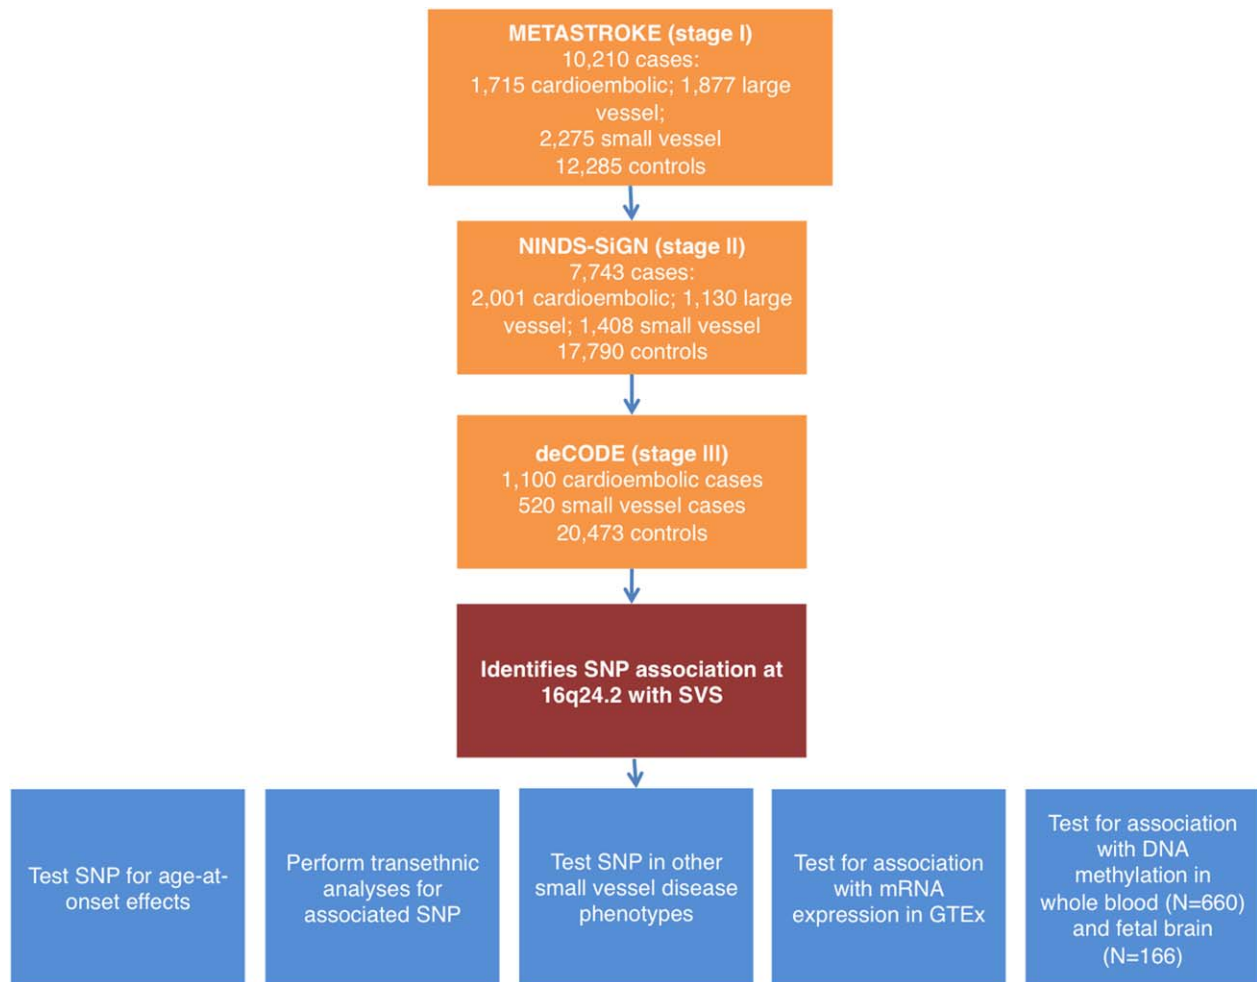 METASTROKE (stage I)
10,210 cases:
1,715 cardioembolic; 1,877 large
vessel;
2,275 small vessel
12,285 controls
NINDS-SiGN (stage II)
7,743 cases:
2,001 cardioembolic; 1,130 large
vessel; 1,408 small vessel
17,790 controls
deCODE (stage III)
1,100 cardioembolic cases
520 small vessel cases
20,473 controls
Identifies SNP association at
16q24.2 with SVS
Test SNP for age-at-
onset effects
Perform transethnic
analyses for
associated SNP
Test SNP in other
small vessel disease
phenotypes
Test for association
with mRNA
expression in GTEx
Test for association
with DNA
methylation in
whole blood (N=660)
and fetal brain
(N=166)